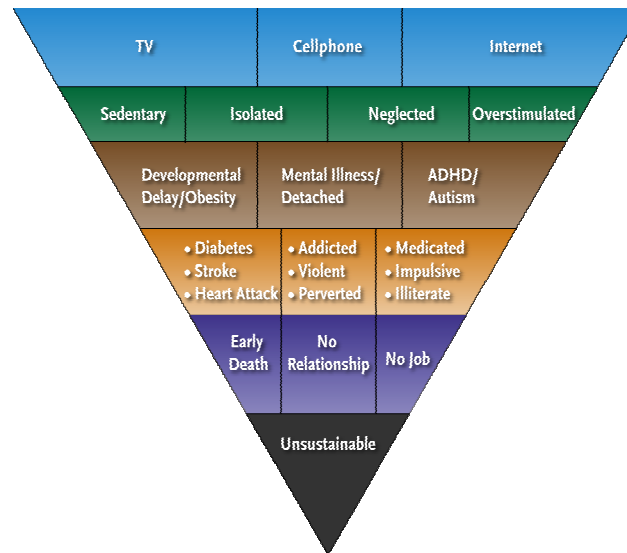 TV
Cellphone
Internet
Sedentary
Isolated
Neglected
Overstimulated
Developmental
Delay/Obesity
Mental Illness/
Detached
ADHD/
Autism
• Diabetes
• Stroke
• Heart Attack
• Addicted
• Violent
• Perverted
• Medicated
• Impulsive
• Illiterate
Early
Death
No
Relationship
No Job
Unsustainable